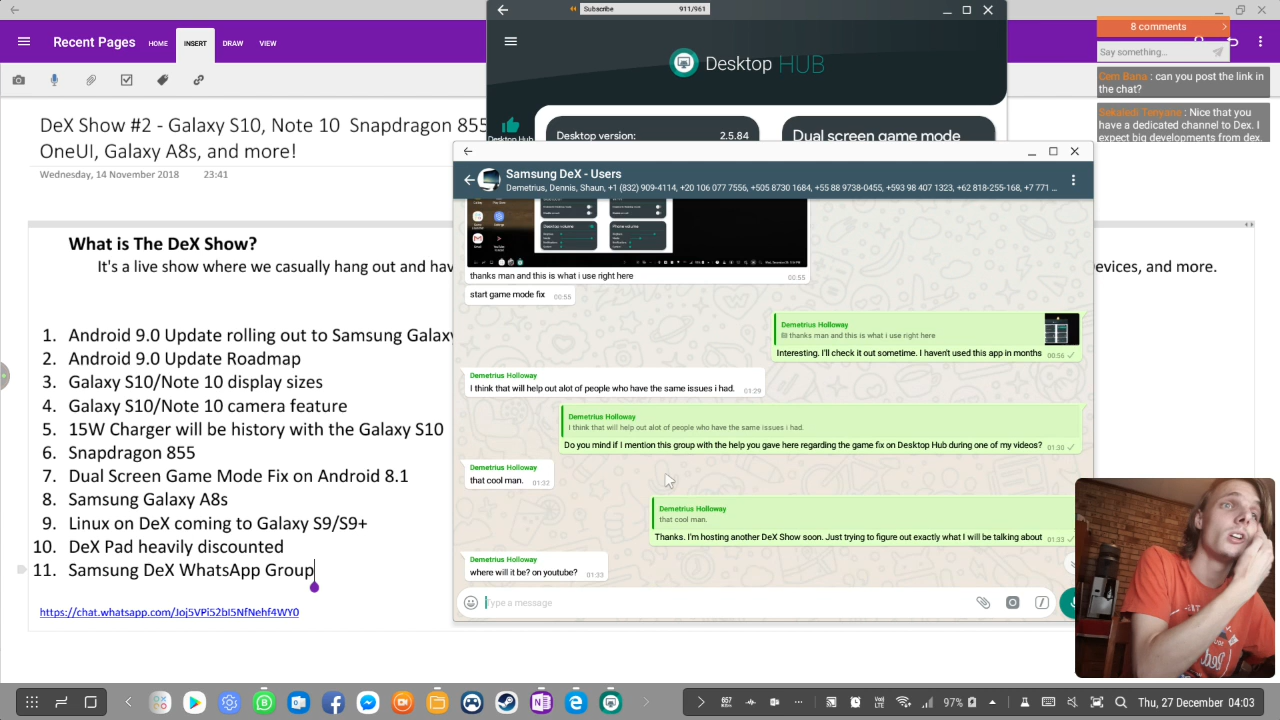 Subscribe 911/961
8 comments
Say something...
Cem Bana : can you post the link in
the chat?
: Nice that you
have a dedicated channel to Dex. I
expect big developments from dex
Recent Pages HOME INSERT DRAW VIEW
Desktop HUB
Desktop Hub
Desktop version: 2.5.84
Dual screen game mode
DeX Show #2 - Galaxy S10, Note 10 Snapdragon 855
OneUI, Galaxy A8s, and more!
Wednesday, 14 November 2018 23:41
What is The DeX Show?
It's a live show where we casually hang out and hav
evices, and more.
1. Android 9.0 Update rolling out to Samsung Galaxy
2. Android 9.0 Update Roadmap
3. Galaxy S10/Note 10 display sizes
4. Galaxy S10/Note 10 camera feature
5. 15W Charger will be history with the Galaxy S10
6. Snapdragon 855
7. Dual Screen Game Mode Fix on Android 8.1
8. Samsung Galaxy A8s
9. Linux on DeX coming to Galaxy S9/S9+
10. DeX Pad heavily discounted
11. Samsung DeX WhatsApp Group
https://chat.whatsapp.com/Joj5VPi52bI5NfNehf4WY0
Samsung DeX - Users
Demetrius, Dennis, Shaun, +1 (832) 909-4114, +20 106 077 7556, +505 8730 1684, +55 88 9738-0455, +593 98 407 1323, +62 818-255-168, +7 771 ...
Desktop volume
Phone volume
thanks man and this is what i use right here 00:55
start game mode fix 00:55
Demetrius Holloway
thanks man and this is what i use right here
Interesting. I'll check it out sometime. I haven't used this app in months 00:56
Demetrius Holloway
I think that will help out alot of people who have the same issues i had. 01:29
Demetrius Holloway
I think that will help out alot of people who have the same issues i had.
Do you mind if I mention this group with the help you gave here regarding the game fix on Desktop Hub during one of my videos? 01:30
Demetrius Holloway
that cool man. 01:33
Demetrius Holloway
that cool man.
Thanks. I'm hosting another DeX Show soon. Just trying to figure out exactly what I will be talking about 01:33
Demetrius Holloway
where will it be? on youtube? 01:33
Type a message
97% Thu, 27 December 04:03